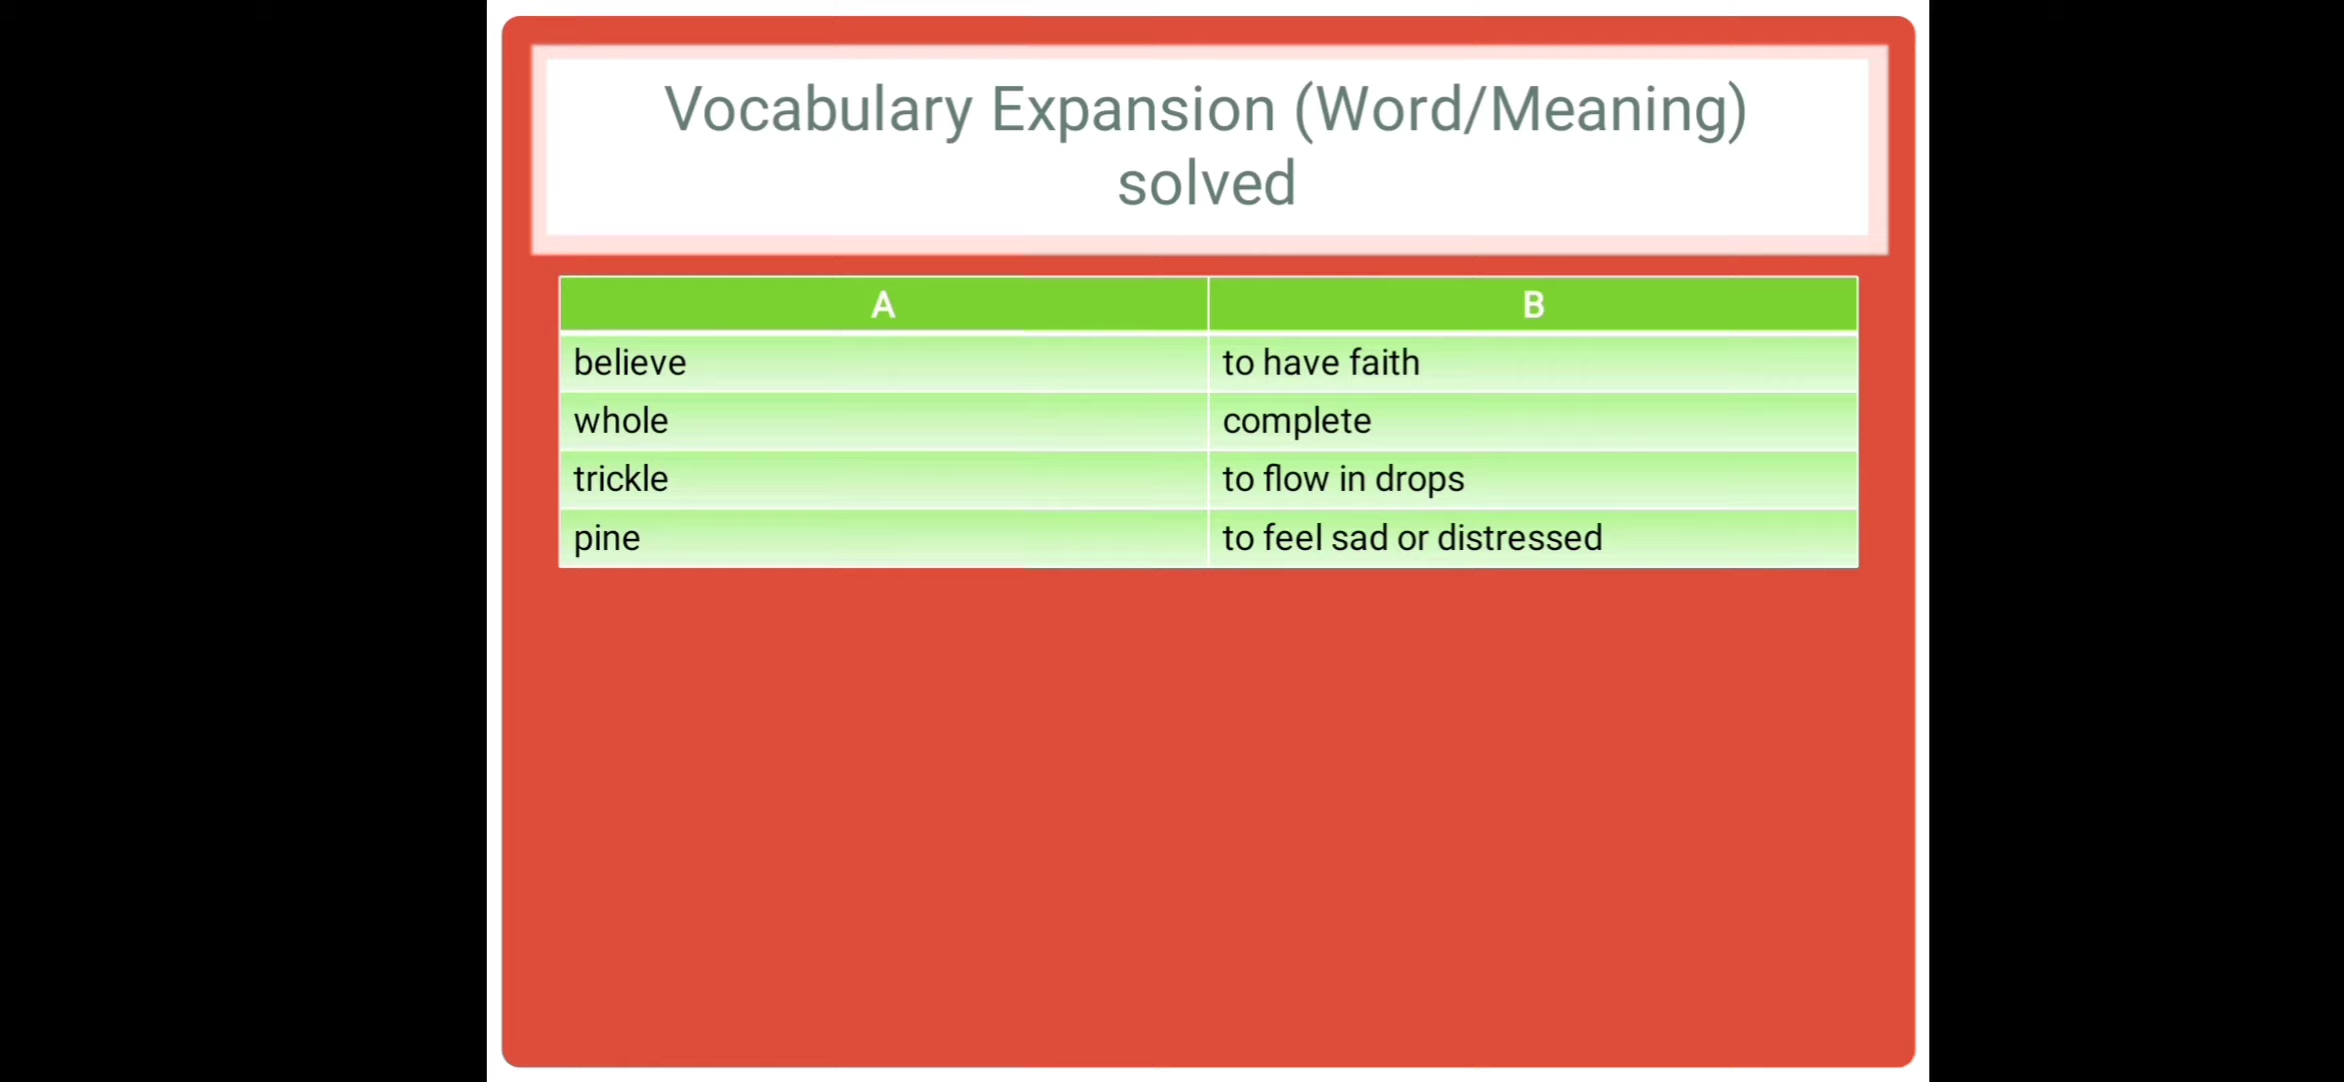 Vocabulary Expansion (Word/Meaning)
solved
A B
believe to have faith
whole complete
trickle to flow in drops
pine to feel sad or distressed